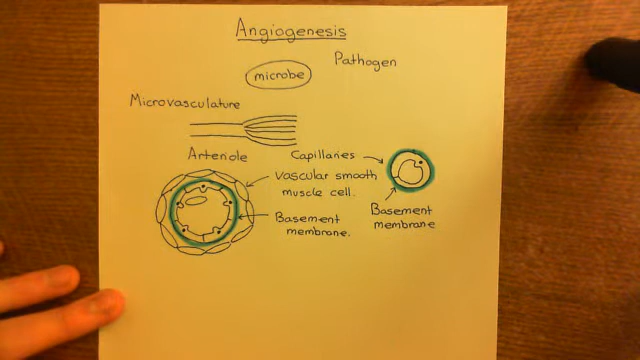 Angiogenesis
Pathogen
microbe
Microvasculature
Arteriole
Capillaries
vascular smooth
muscle cell.
Basement
membrane.
Basement
membrane